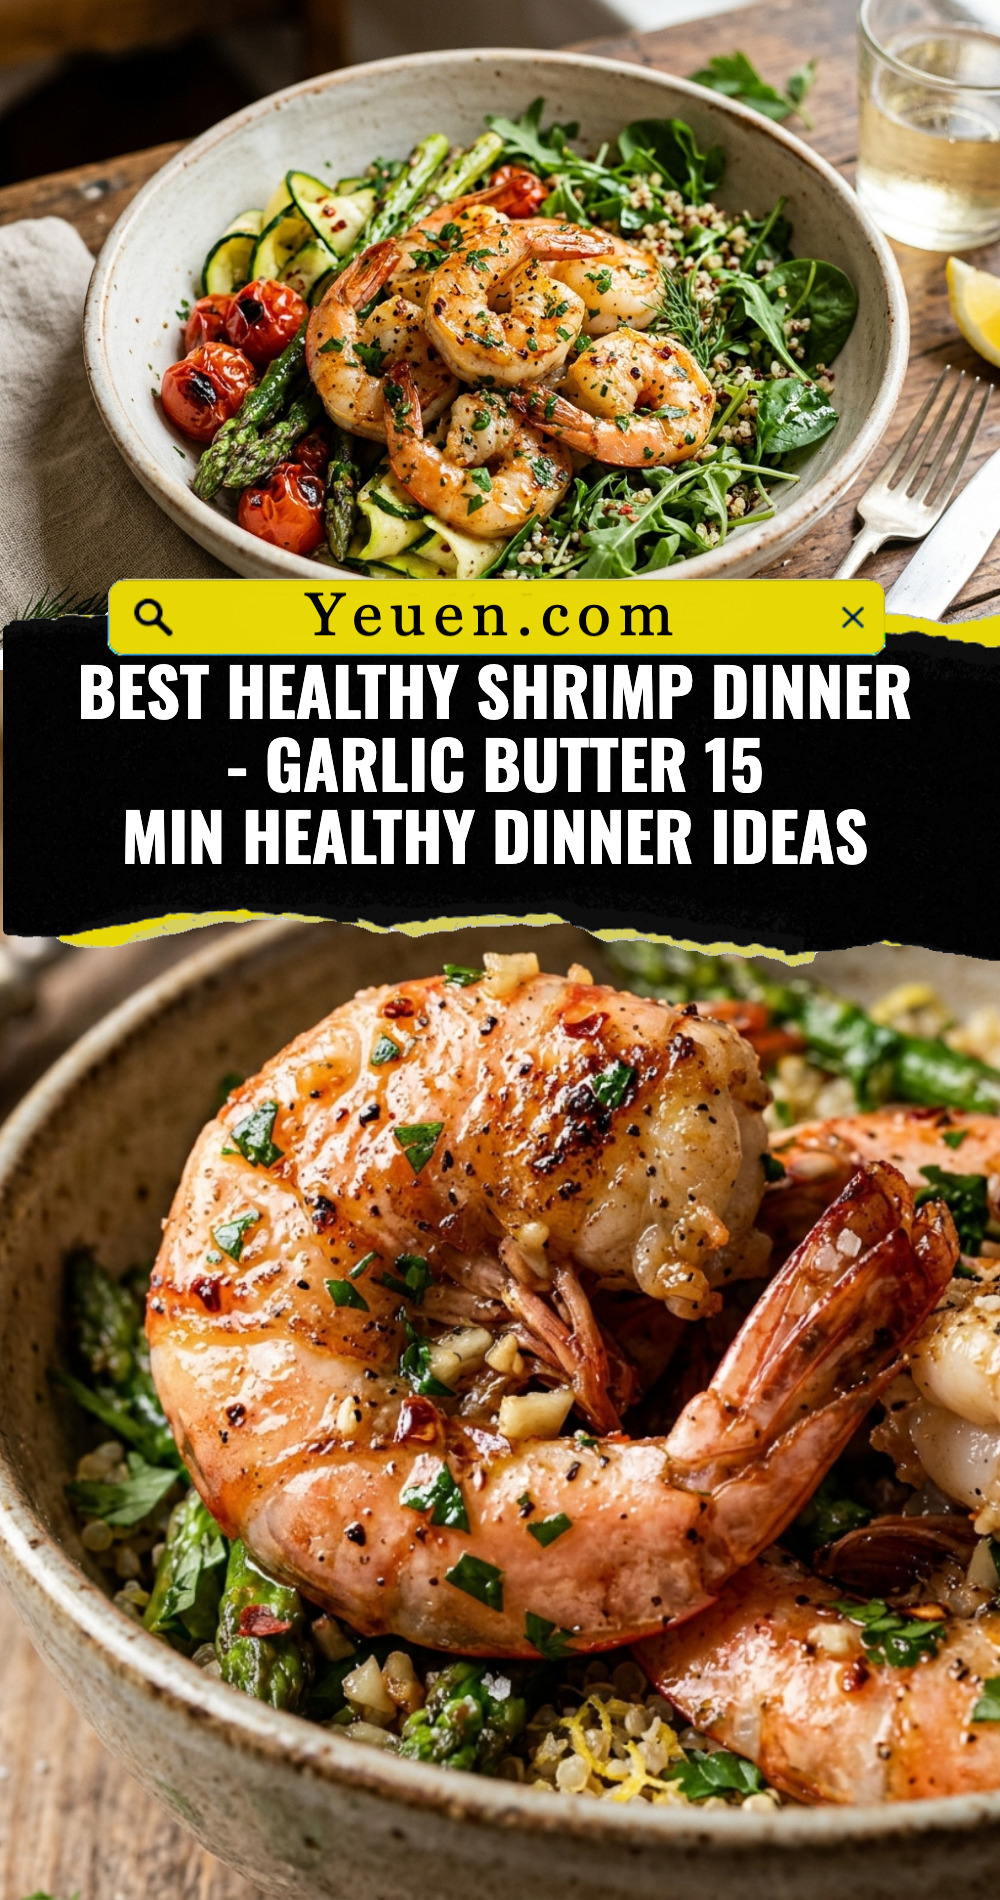 Yeuen.com
BEST HEALTHY SHRIMP DINNER
- GARLIC BUTTER 15
MIN HEALTHY DINNER IDEAS